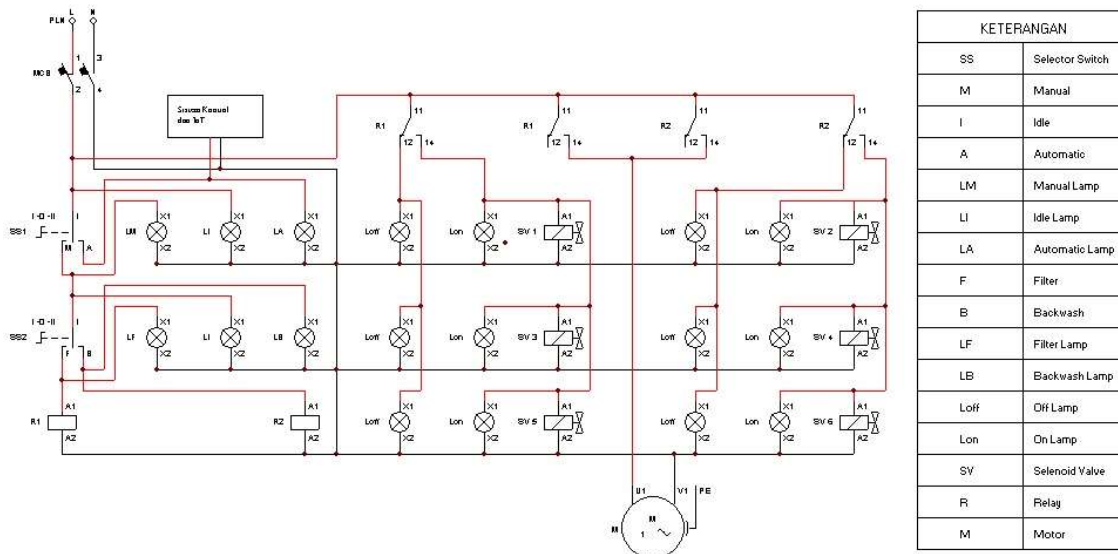 L N
PLN
1 3
MCB
2 4
Sistem Kontrol
dan IoT
11 11 11 11
R1 R1 R2 R2
12 14 12 14 12 14 12 14
I - 0 - II I
SS1
M A
X1 X1 X1 X1 X1 A1 X1 X1 A1
LM LI LA Loff Lon SV 1 Loff Lon SV 2
X2 X2 X2 X2 X2 A2 X2 X2 A2
I - 0 - II I
SS2
F B
X1 X1 X1 X1 X1 A1 X1 X1 A1
LF LI LB Loff Lon SV 3 Loff Lon SV 4
X2 X2 X2 X2 X2 A2 X2 X2 A2
A1 A1 X1 X1 A1 X1 X1 A1
R1 R2 Loff Lon SV 5 Loff Lon SV 6
A2 A2 X2 X2 A2 X2 X2 A2
U1 V1 PE
M M
1
KETERANGAN
SS Selector Switch
M Manual
I Idle
A Automatic
LM Manual Lamp
LI Idle Lamp
LA Automatic Lamp
F Filter
B Backwash
LF Filter Lamp
LB Backwash Lamp
Loff Off Lamp
Lon On Lamp
SV Selenoid Valve
R Relay
M Motor